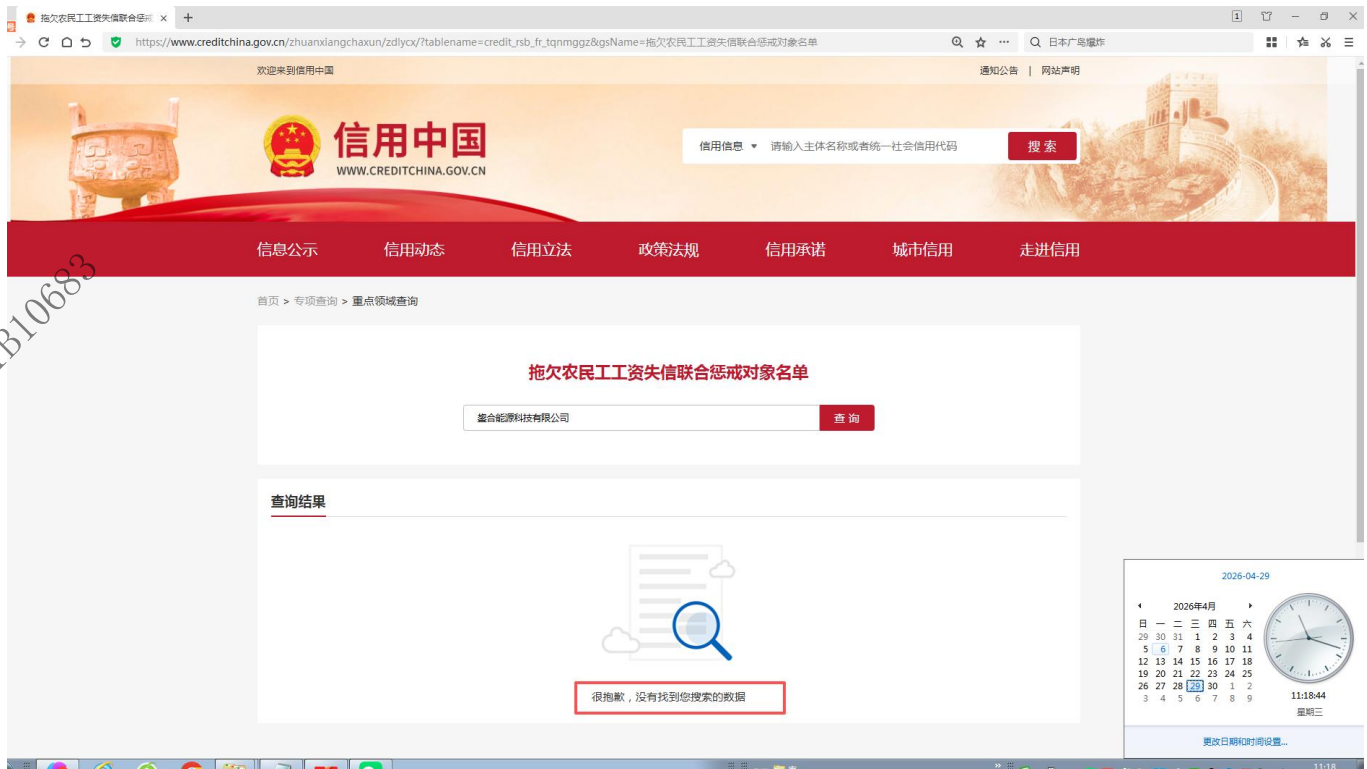 拖欠农民工工资失信联合惩戒 × +
1
https://www.creditchina.gov.cn/zhuanxiangchaxun/zdlycx/?tablename=credit_rsb_fr_tqnmggz&gsName=拖欠农民工工资失信联合惩戒对象名单
日本广岛爆炸
欢迎来到信用中国
通知公告 | 网站声明
信用中国
WWW.CREDITCHINA.GOV.CN
信用信息 请输入主体名称或者统一社会信用代码 搜索
信息公示 信用动态 信用立法 政策法规 信用承诺 城市信用 走进信用
B10683
首页 > 专项查询 > 重点领域查询
拖欠农民工工资失信联合惩戒对象名单
鎏合能源科技有限公司 查询
查询结果
很抱歉，没有找到您搜索的数据
2026-04-29
2026年4月
日 一 二 三 四 五 六
29 30 31 1 2 3 4
5 6 7 8 9 10 11
12 13 14 15 16 17 18
19 20 21 22 23 24 25
26 27 28 29 30 1 2
3 4 5 6 7 8 9
11:18:44
星期三
更改日期和时间设置...
11:18